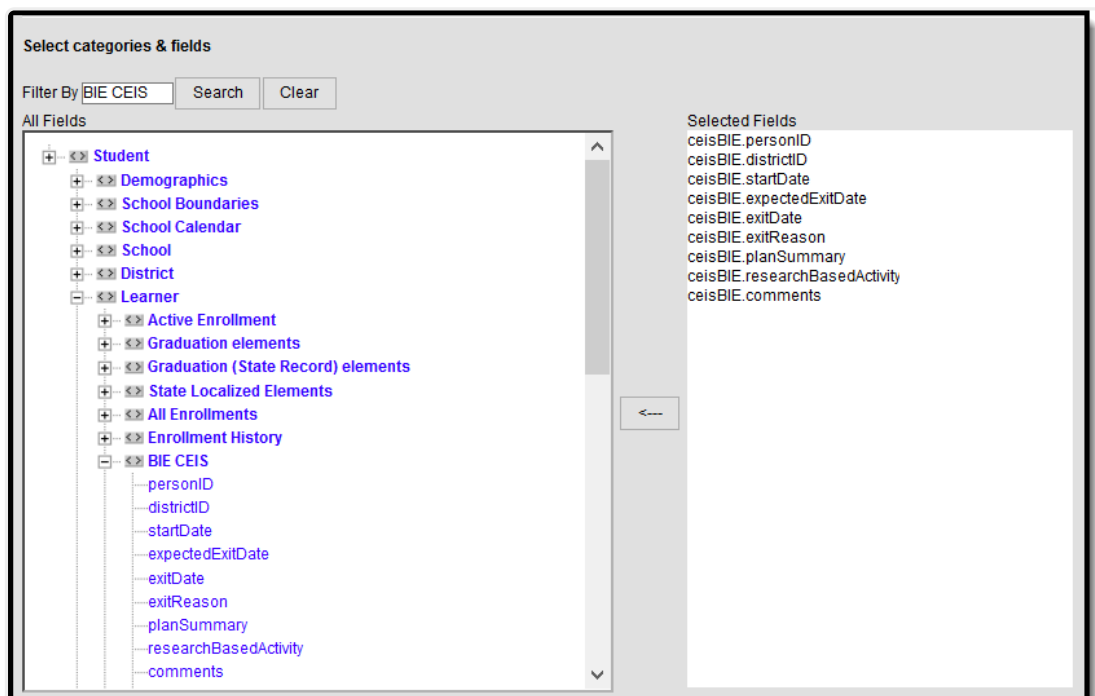 Select categories & fields
Filter By BIE CEIS Search Clear
All Fields
Student
Demographics
School Boundaries
School Calendar
School
District
Learner
Active Enrollment
Graduation elements
Graduation (State Record) elements
State Localized Elements
All Enrollments
Enrollment History
BIE CEIS
personID
districtID
startDate
expectedExitDate
exitDate
exitReason
planSummary
researchBasedActivity
comments
<---
Selected Fields
ceisBIE.personID
ceisBIE.districtID
ceisBIE.startDate
ceisBIE.expectedExitDate
ceisBIE.exitDate
ceisBIE.exitReason
ceisBIE.planSummary
ceisBIE.researchBasedActivity
ceisBIE.comments